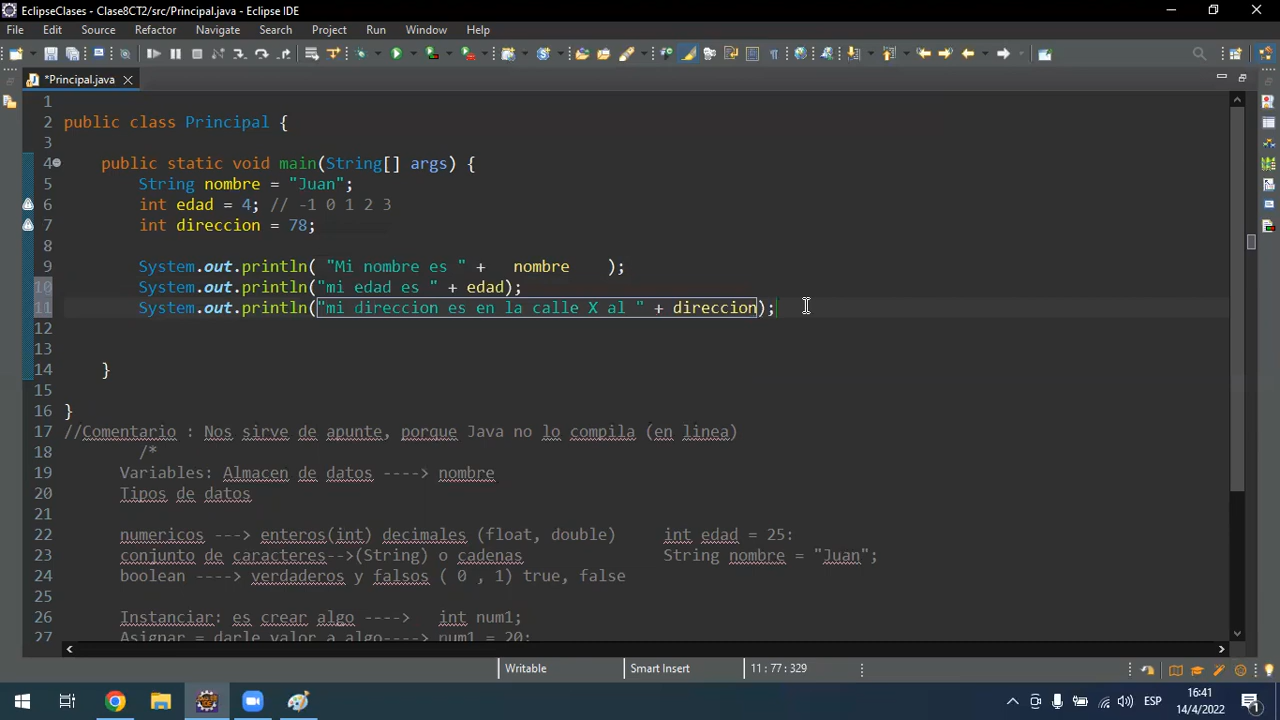 EclipseClases - Clase8CT2/src/Principal.java - Eclipse IDE
File Edit Source Refactor Navigate Search Project Run Window Help
*Principal.java
1
2 public class Principal {
3
4 public static void main(String[] args) {
5 String nombre = "Juan";
6 int edad = 4; // -1 0 1 2 3
7 int direccion = 78;
8
9 System.out.println( "Mi nombre es " + nombre );
10 System.out.println("mi edad es " + edad);
11 System.out.println("mi direccion es en la calle X al " + direccion);
13
14 }
15
16 }
17 //Comentario : Nos sirve de apunte, porque Java no lo compila (en linea)
18 /*
19 Variables: Almacen de datos ----> nombre
20 Tipos de datos
21
22 numericos ---> enteros(int) decimales (float, double) int edad = 25:
23 conjunto de caracteres-->(String) o cadenas String nombre = "Juan";
24 boolean ----> verdaderos y falsos ( 0 , 1) true, false
25
26 Instanciar: es crear algo ----> int num1;
27 Asignar = darle valor a algo----> num1 = 20;
Writable Smart Insert 11 : 77 : 329
ESP 16:41
14/4/2022